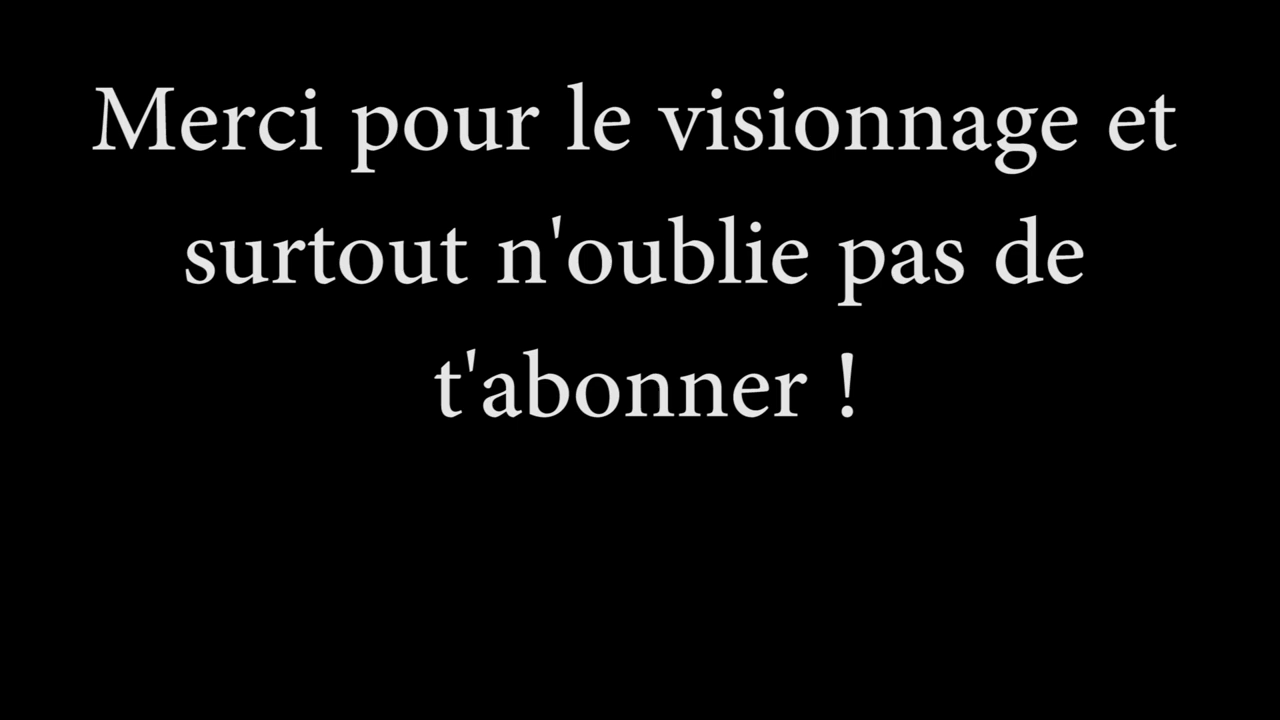 Merci pour le visionnage et
surtout n'oublie pas de
t'abonner !